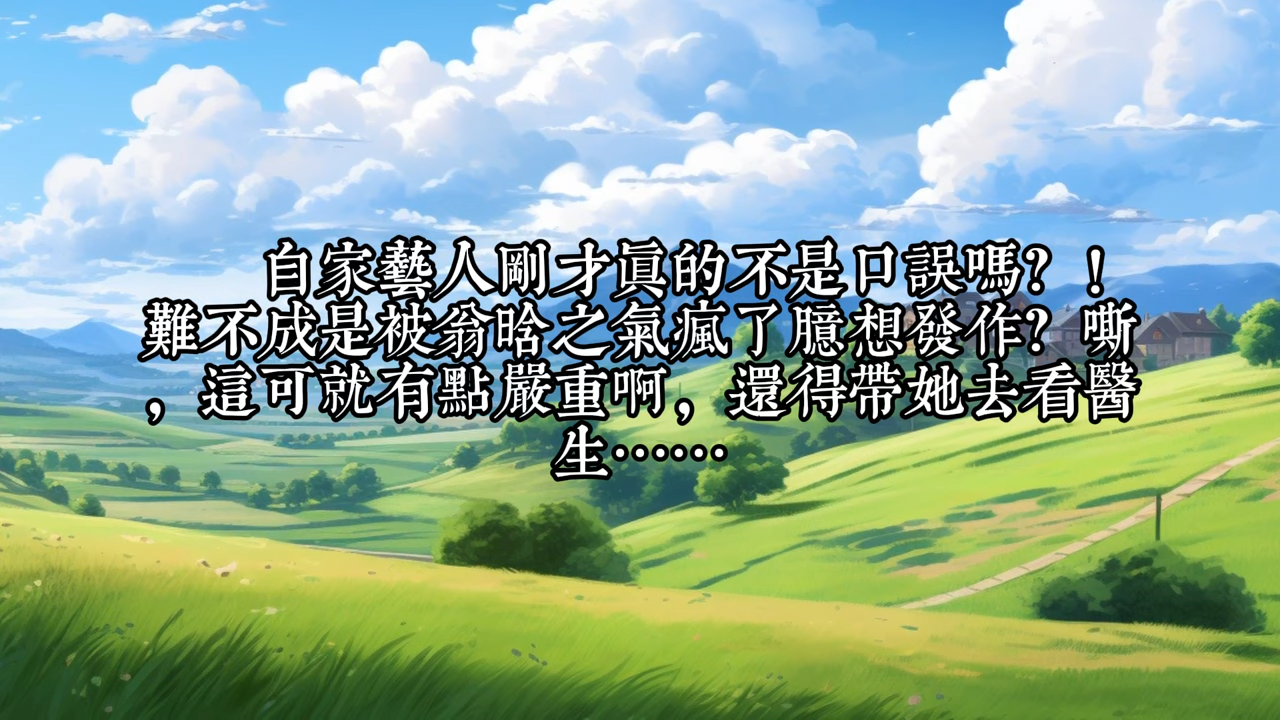 自家藝人剛才眞的不是口誤嗎？！
難不成是被翁晗之氣瘋了臆想發作？嘶
，這可就有點嚴重啊，還得帶她去看醫
生……